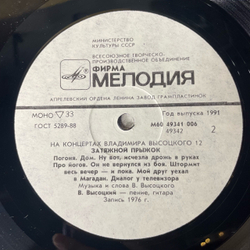 МИНИСТЕРСТВО
КУЛЬТУРЫ СССР
ВСЕСОЮЗНОЕ ТВОРЧЕСКО-
ПРОИЗВОДСТВЕННОЕ ОБЪЕДИНЕНИЕ
ФИРМА
МЕЛОДИЯ
АПРЕЛЕВСКИЙ ОРДЕНА ЛЕНИНА ЗАВОД ГРАМПЛАСТИНОК
МОНО 33
Год выпуска 1991
ГОСТ 5289-88
М60 49341 006
49342
2
НА КОНЦЕРТАХ ВЛАДИМИРА ВЫСОЦКОГО 12
ЗАТЯЖНОЙ ПРЫЖОК
Погоня. Дом. Ну вот, исчезла дрожь в руках
Про йогов. Он не вернулся из боя. Штормит
весь вечер — и пока. Мой друг уехал
в Магадан. Диалог у телевизора
Музыка и слова В. Высоцкого
В. Высоцкий — пение, гитара
Запись 1976 г.